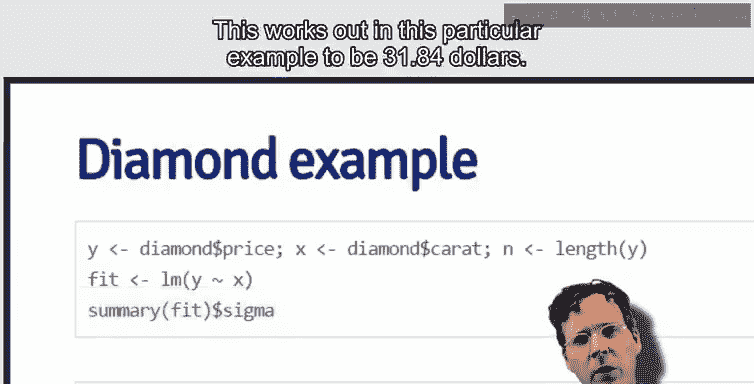 This works out in this particular
example to be 31.84 dollars.
Diamond example
y <- diamond$price; x <- diamond$carat; n <- length(y)
fit <- lm(y ~ x)
summary(fit)$sigma